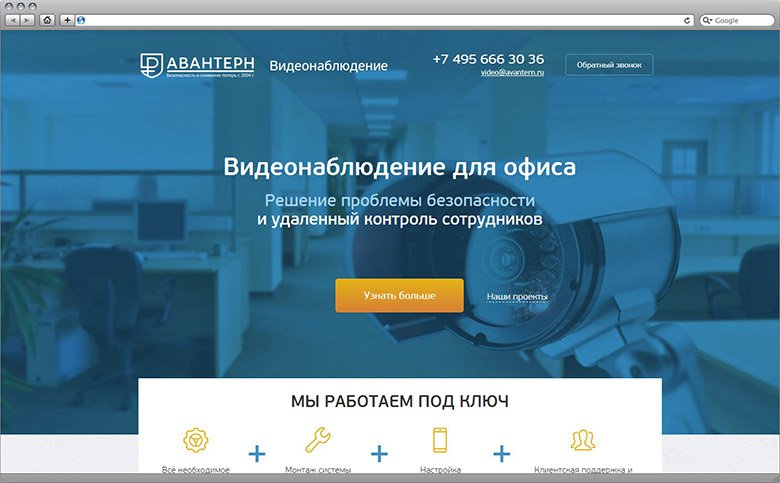 Google
АВАНТЕРН
Безопасность и снижение потерь с 2004 г.
Видеонаблюдение
+7 495 666 30 36
video@avantern.ru
Обратный звонок
Видеонаблюдение для офиса
Решение проблемы безопасности
и удаленный контроль сотрудников
Узнать больше
Наши проекты
МЫ РАБОТАЕМ ПОД КЛЮЧ
Всё необходимое
Монтаж системы
Настройка
Клиентская поддержка и